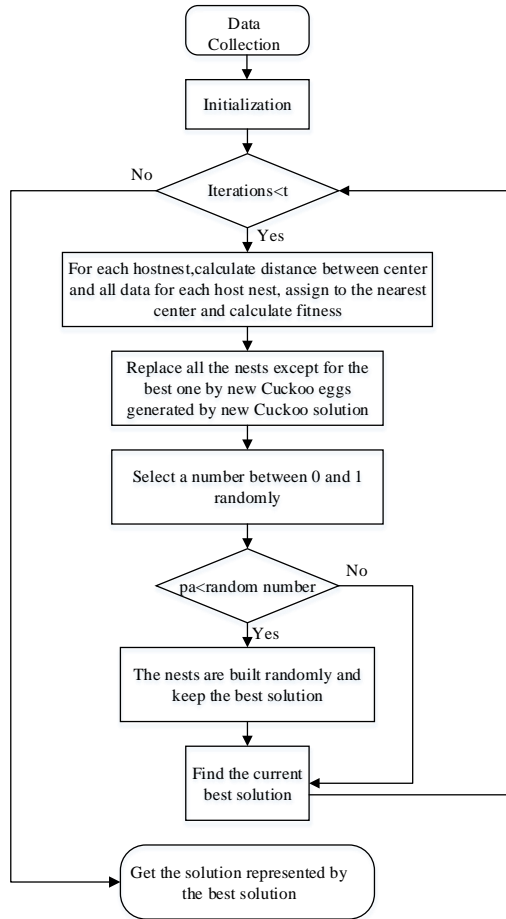 Data
Collection
Initialization
No
Iterations<t
Yes
For each hostnest,calculate distance between center
and all data for each host nest, assign to the nearest
center and calculate fitness
Replace all the nests except for the
best one by new Cuckoo eggs
generated by new Cuckoo solution
Select a number between 0 and 1
randomly
pa<random number
No
Yes
The nests are built randomly and
keep the best solution
Find the current
best solution
Get the solution represented by
the best solution